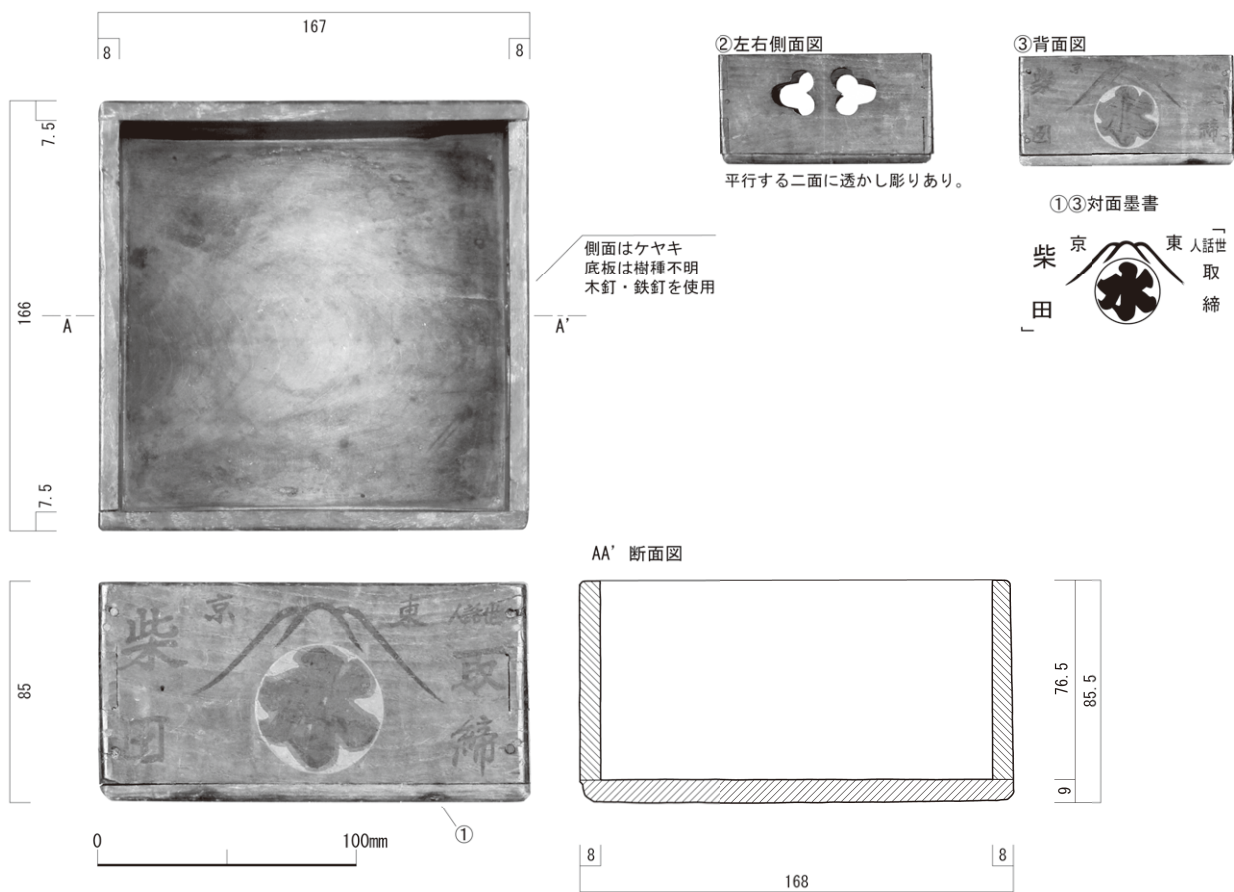 167
8
8
7.5
166
7.5
A
A'
側面はケヤキ
底板は樹種不明
木釘・鉄釘を使用
②左右側面図
平行する二面に透かし彫りあり。
③背面図
①③対面墨書
「世話人
取締
東京
柴田」
85
柴田
東京
世話人
取締
①
0
100mm
AA' 断面図
76.5
85.5
9
8
8
168